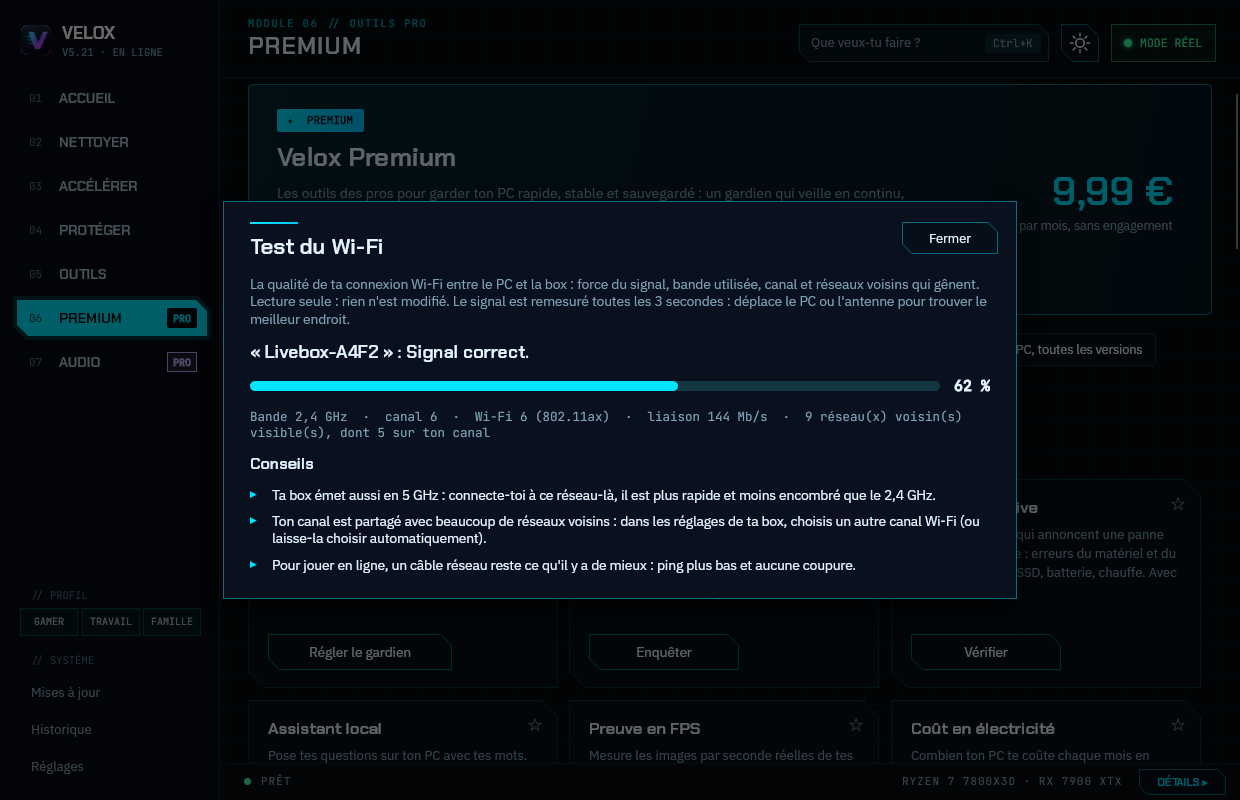 VELOX
V5.21 · EN LIGNE
01 ACCUEIL
02 NETTOYER
03 ACCÉLÉRER
04 PROTÉGER
05 OUTILS
06 PREMIUM PRO
07 AUDIO PRO
// PROFIL
GAMER TRAVAIL FAMILLE
// SYSTÈME
Mises à jour
Historique
Réglages
MODULE 06 // OUTILS PRO
PREMIUM
Que veux-tu faire ? Ctrl+K
MODE RÉEL
★ PREMIUM
Velox Premium
Les outils des pros pour garder ton PC rapide, stable et sauvegardé : un gardien qui veille en continu,
9,99 €
par mois, sans engagement
PC, toutes les versions
Test du Wi-Fi
Fermer
La qualité de ta connexion Wi-Fi entre le PC et la box : force du signal, bande utilisée, canal et réseaux voisins qui gênent.
Lecture seule : rien n'est modifié. Le signal est remesuré toutes les 3 secondes : déplace le PC ou l'antenne pour trouver le
meilleur endroit.
« Livebox-A4F2 » : Signal correct.
62 %
Bande 2,4 GHz · canal 6 · Wi-Fi 6 (802.11ax) · liaison 144 Mb/s · 9 réseau(x) voisin(s)
visible(s), dont 5 sur ton canal
Conseils
▸ Ta box émet aussi en 5 GHz : connecte-toi à ce réseau-là, il est plus rapide et moins encombré que le 2,4 GHz.
▸ Ton canal est partagé avec beaucoup de réseaux voisins : dans les réglages de ta box, choisis un autre canal Wi-Fi (ou
laisse-la choisir automatiquement).
▸ Pour jouer en ligne, un câble réseau reste ce qu'il y a de mieux : ping plus bas et aucune coupure.
ive
qui annoncent une panne
: erreurs du matériel et du
SSD, batterie, chauffe. Avec
Régler le gardien
Enquêter
Vérifier
Assistant local
Pose tes questions sur ton PC avec tes mots.
Preuve en FPS
Mesure les images par seconde réelles de tes
Coût en électricité
Combien ton PC te coûte chaque mois en
PRÊT
RYZEN 7 7800X3D · RX 7900 XTX
DÉTAILS ▸